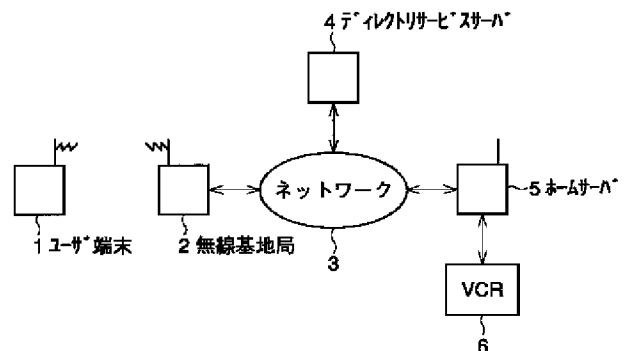 4 ディレクトリサービスサーバ
ネットワーク
5 ホームサーバ
1 ユーザ端末
2 無線基地局
3
VCR
6